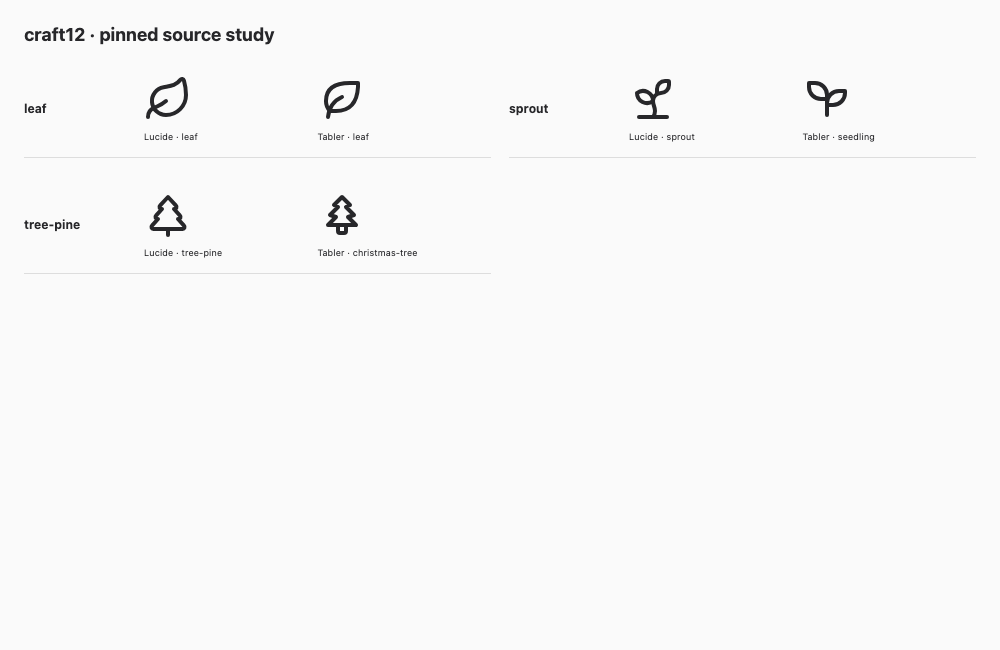 craft12 · pinned source study
leaf
Lucide · leaf
Tabler · leaf
sprout
Lucide · sprout
Tabler · seedling
tree-pine
Lucide · tree-pine
Tabler · christmas-tree